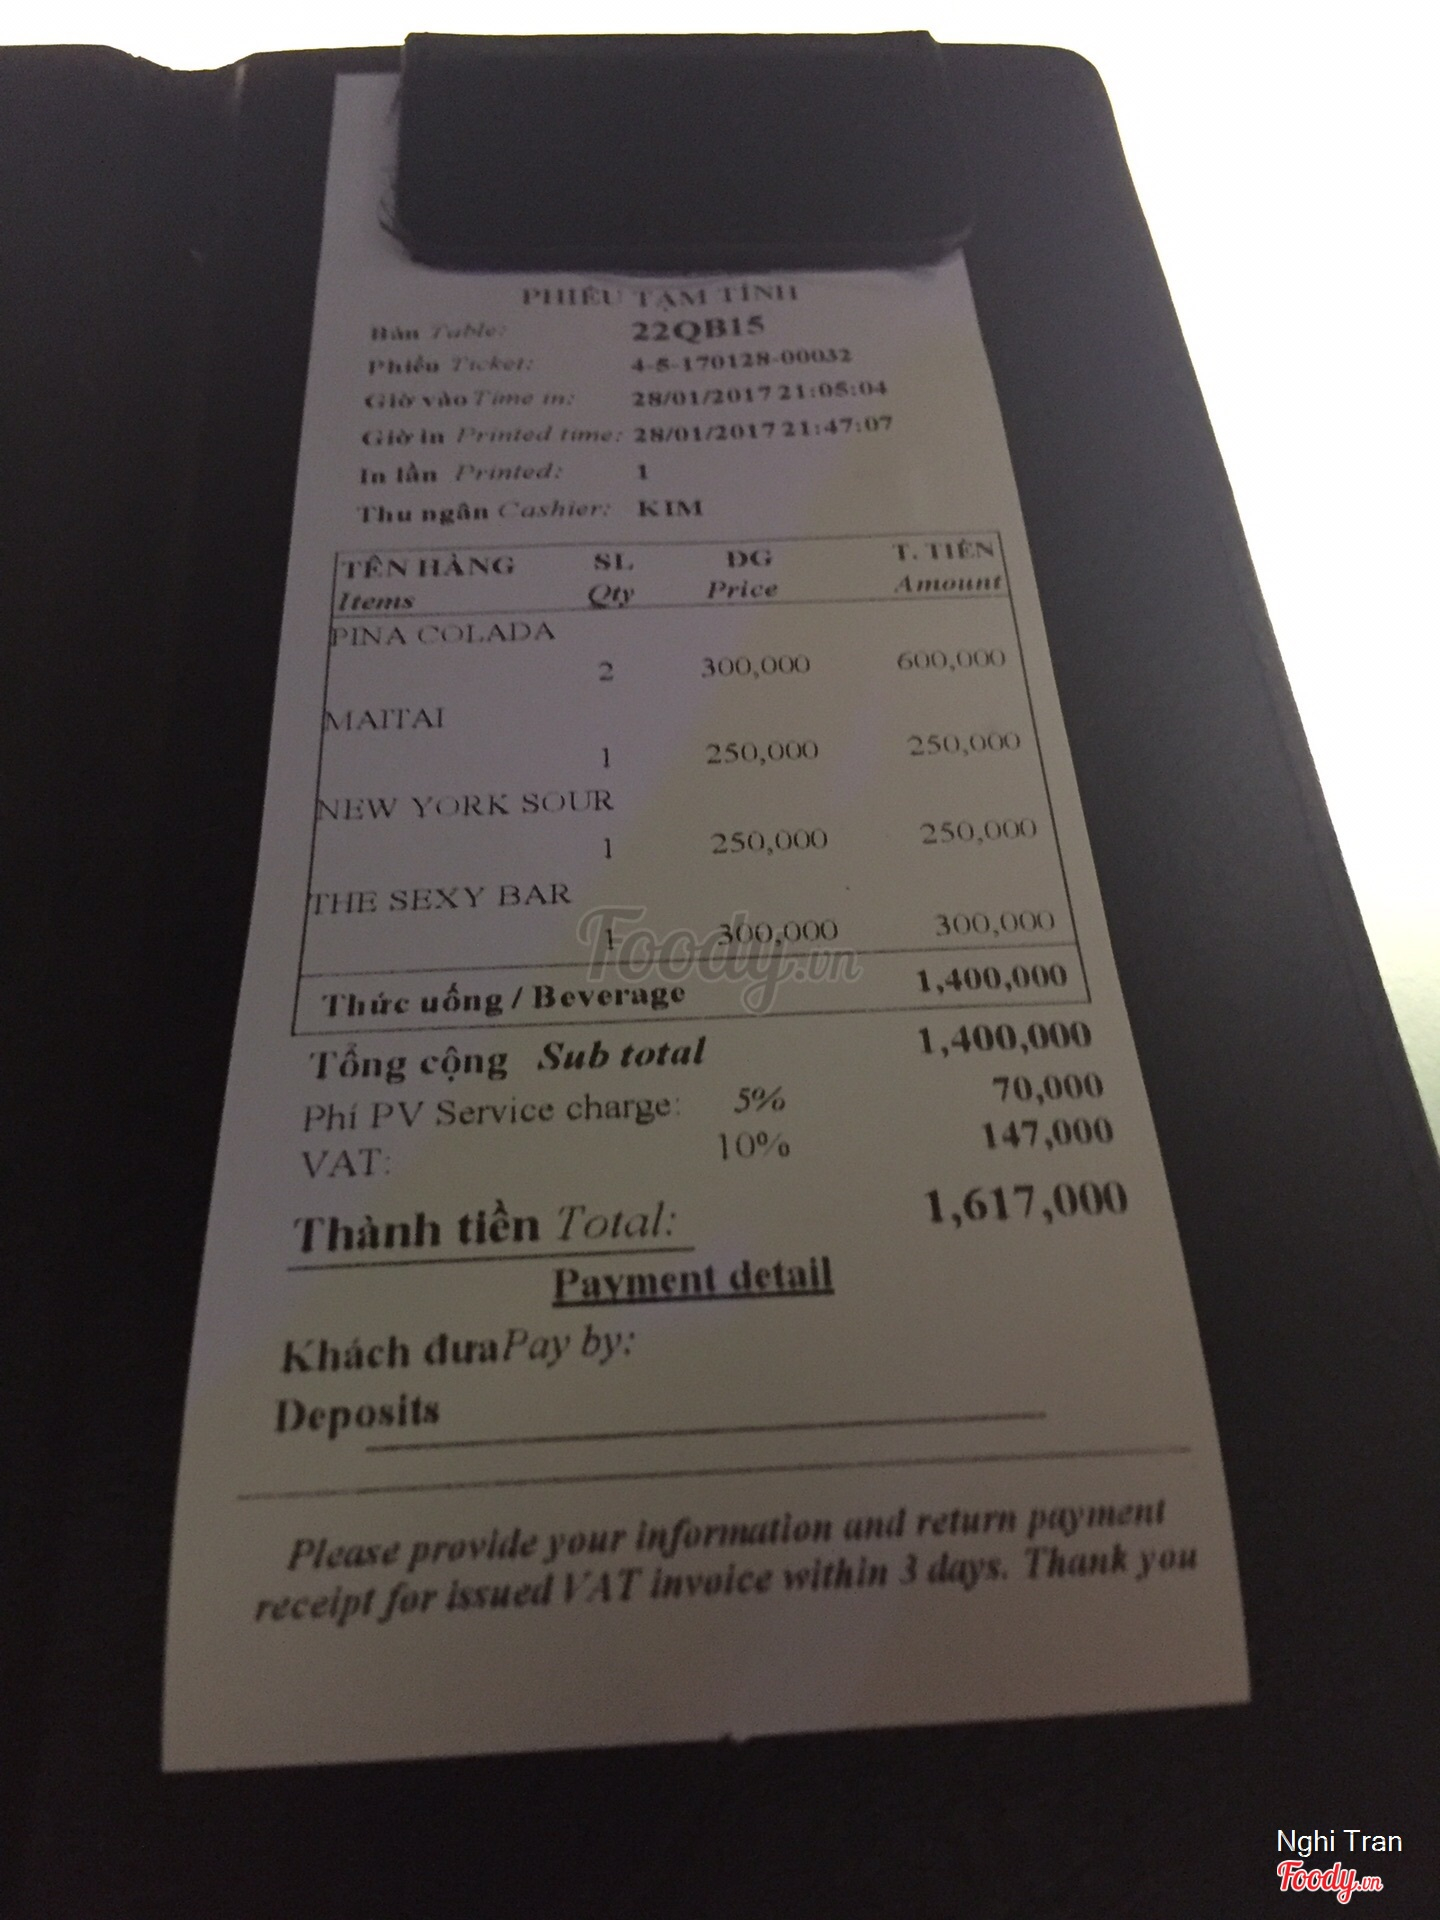 PHIẾU TẠM TÍNH
Bàn Table: 22QB15
Phiếu Ticket: 4-5-170128-00032
Giờ vào Time in: 28/01/2017 21:05:04
Giờ in Printed time: 28/01/2017 21:47:07
In lần Printed: 1
Thu ngân Cashier: KIM
TÊN HÀNG SL ĐG T. TIỀN
Items Qty Price Amount
PINA COLADA
2 300,000 600,000
MAITAI
1 250,000 250,000
NEW YORK SOUR
1 250,000 250,000
THE SEXY BAR
1 300,000 300,000
Foody.vn
Thức uống / Beverage 1,400,000
Tổng cộng Sub total 1,400,000
Phí PV Service charge: 5% 70,000
VAT: 10% 147,000
Thành tiền Total: 1,617,000
Payment detail
Khách đưa Pay by:
Deposits
Please provide your information and return payment
receipt for issued VAT invoice within 3 days. Thank you
Nghi Tran
Foody.vn